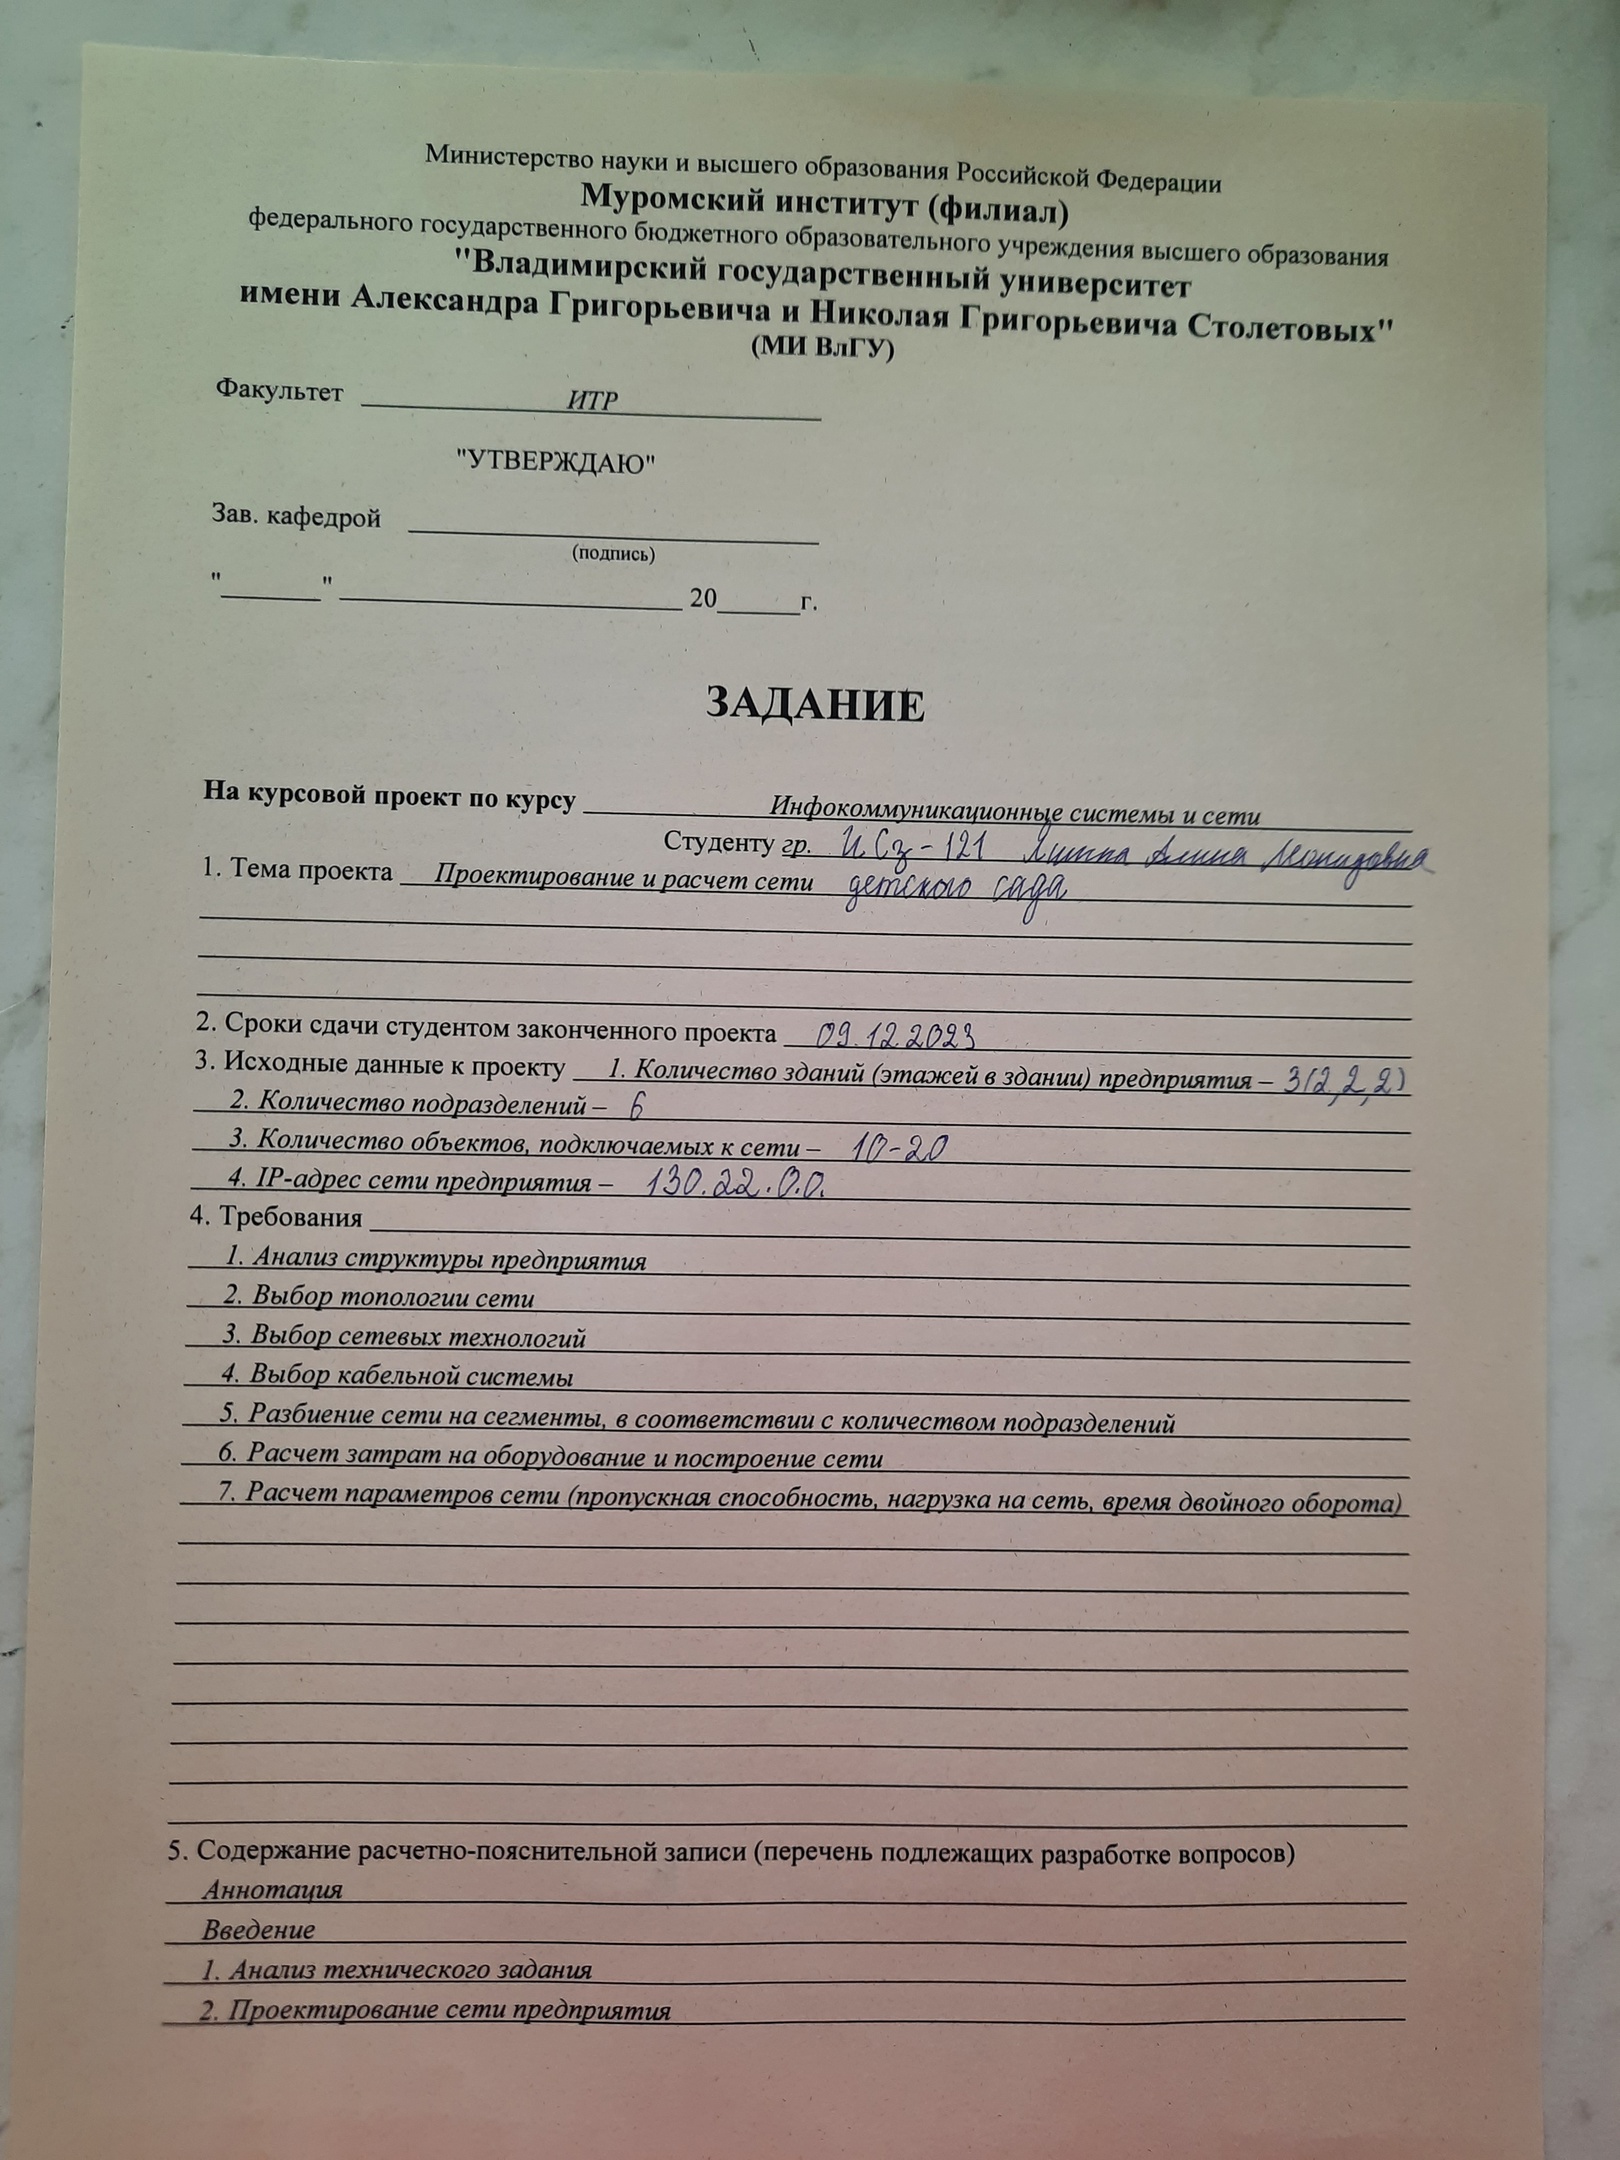 Министерство науки и высшего образования Российской Федерации
Муромский институт (филиал)
федерального государственного бюджетного образовательного учреждения высшего образования
"Владимирский государственный университет
имени Александра Григорьевича и Николая Григорьевича Столетовых"
(МИ ВлГУ)
Факультет ИТР
"УТВЕРЖДАЮ"
Зав. кафедрой
(подпись)
"______" ____________ 20_____г.
ЗАДАНИЕ
На курсовой проект по курсу Инфокоммуникационные системы и сети
Студенту гр. ИСз-121 Алина
1. Тема проекта Проектирование и расчет сети детского сада
2. Сроки сдачи студентом законченного проекта 09.12.2023
3. Исходные данные к проекту 1. Количество зданий (этажей в здании) предприятия – 3(2,2,2)
2. Количество подразделений – 6
3. Количество объектов, подключаемых к сети – 10-20
4. IP-адрес сети предприятия – 130.22.0.0.
4. Требования
1. Анализ структуры предприятия
2. Выбор топологии сети
3. Выбор сетевых технологий
4. Выбор кабельной системы
5. Разбиение сети на сегменты, в соответствии с количеством подразделений
6. Расчет затрат на оборудование и построение сети
7. Расчет параметров сети (пропускная способность, нагрузка на сеть, время двойного оборота)
5. Содержание расчетно-пояснительной записи (перечень подлежащих разработке вопросов)
Аннотация
Введение
1. Анализ технического задания
2. Проектирование сети предприятия